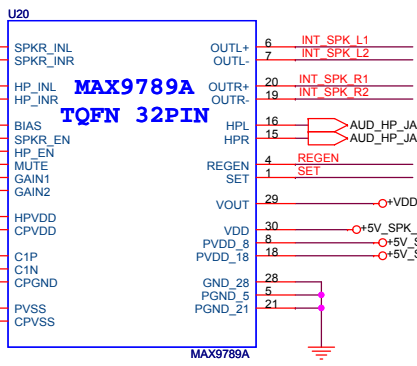 U20
SPKR_INL OUTL+ 6 INT_SPK_L1
SPKR_INR OUTL- 7 INT_SPK_L2
HP_INL OUTR+ 20 INT_SPK_R1
HP_INR OUTR- 19 INT_SPK_R2
MAX9789A
TQFN 32PIN
BIAS HPL 16 AUD_HP_JA
SPKR_EN HPR 15 AUD_HP_JA
HP_EN
MUTE REGEN 4 REGEN
GAIN1 SET 1 SET
GAIN2
VOUT 29 +VDD
HPVDD
CPVDD VDD 30 +5V_SPK_
PVDD_8 8 +5V_S
C1P PVDD_18 18 +5V_S
C1N
CPGND GND_28 28
PGND_5 5
PVSS PGND_21 21
CPVSS
MAX9789A